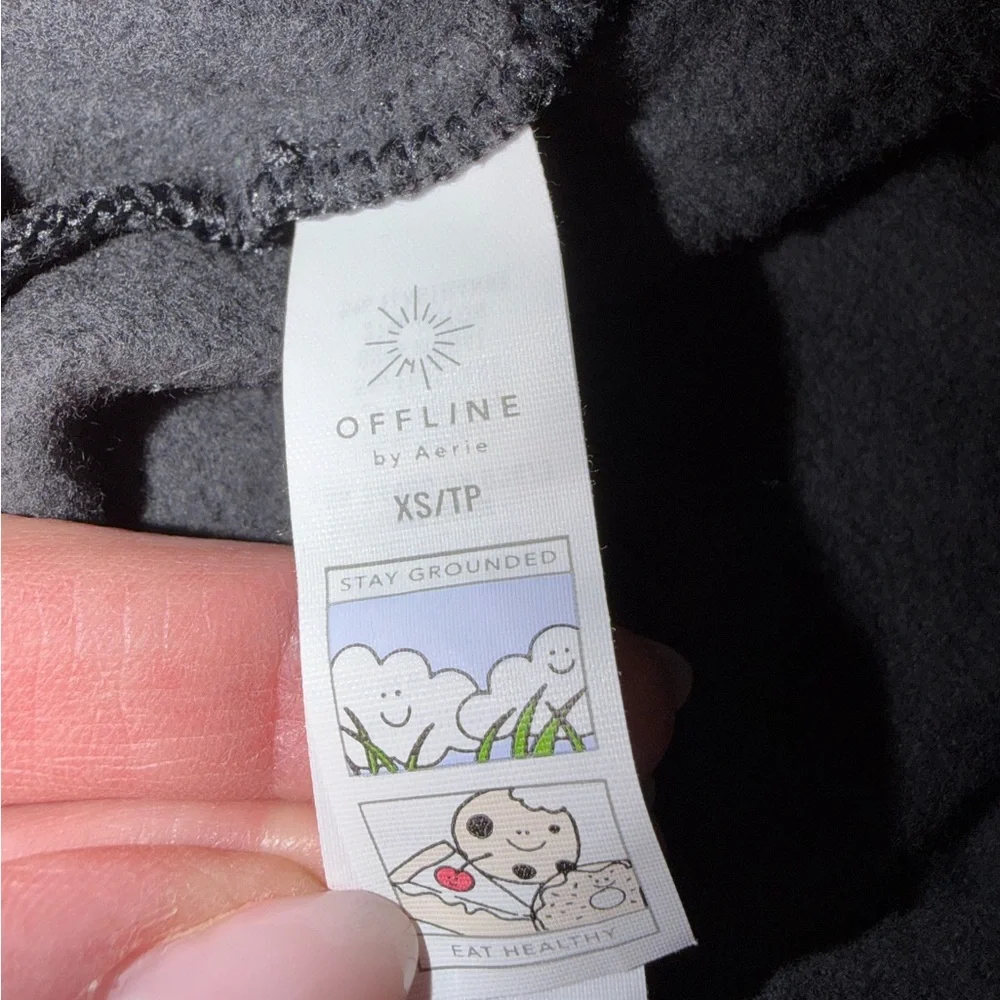 OFFLINE
by Aerie
XS/TP
STAY GROUNDED
EAT HEALTHY